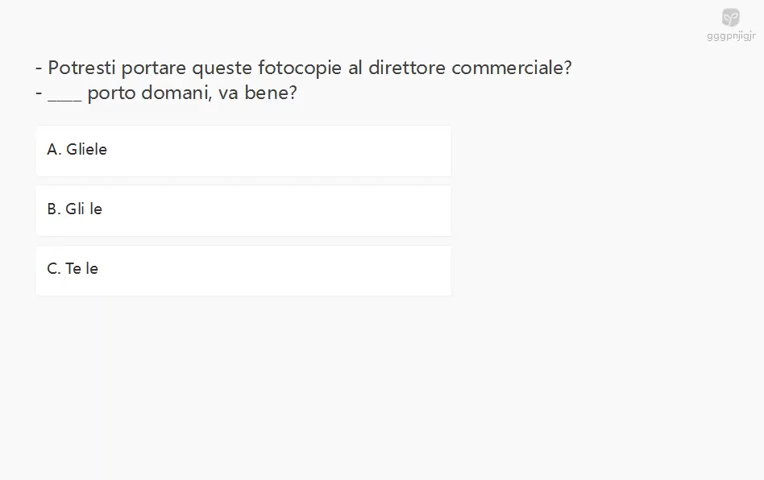 gggpnjigjr
- Potresti portare queste fotocopie al direttore commerciale?
- ____ porto domani, va bene?
A. Gliele
B. Gli le
C. Te le